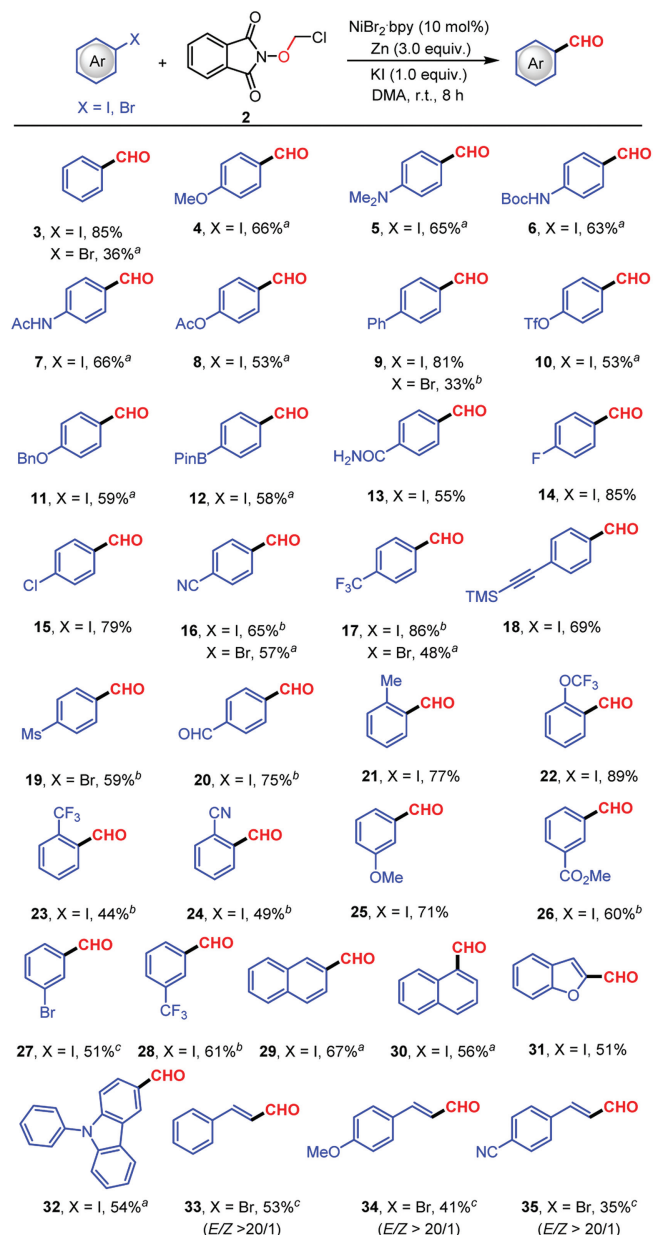 X
Ar
X = I, Br
+
O
N
O
O
Cl
2
NiBr₂·bpy (10 mol%)
Zn (3.0 equiv.)
KI (1.0 equiv.)
DMA, r.t., 8 h
CHO
Ar
CHO
3, X = I, 85%
X = Br, 36%ᵃ
CHO
MeO
4, X = I, 66%ᵃ
CHO
Me₂N
5, X = I, 65%ᵃ
CHO
BocHN
6, X = I, 63%ᵃ
CHO
AcHN
7, X = I, 66%ᵃ
CHO
AcO
8, X = I, 53%ᵃ
CHO
Ph
9, X = I, 81%
X = Br, 33%ᵇ
CHO
TfO
10, X = I, 53%ᵃ
CHO
BnO
11, X = I, 59%ᵃ
CHO
PinB
12, X = I, 58%ᵃ
CHO
H₂NOC
13, X = I, 55%
CHO
F
14, X = I, 85%
CHO
Cl
15, X = I, 79%
CHO
NC
16, X = I, 65%ᵇ
X = Br, 57%ᵃ
CHO
F₃C
17, X = I, 86%ᵇ
X = Br, 48%ᵃ
CHO
TMS
18, X = I, 69%
CHO
Ms
19, X = Br, 59%ᵇ
CHO
OHC
20, X = I, 75%ᵇ
Me
CHO
21, X = I, 77%
OCF₃
CHO
22, X = I, 89%
CF₃
CHO
23, X = I, 44%ᵇ
CN
CHO
24, X = I, 49%ᵇ
CHO
OMe
25, X = I, 71%
CHO
CO₂Me
26, X = I, 60%ᵇ
CHO
Br
27, X = I, 51%ᶜ
CHO
CF₃
28, X = I, 61%ᵇ
CHO
29, X = I, 67%ᵃ
CHO
30, X = I, 56%ᵃ
CHO
O
31, X = I, 51%
CHO
N
32, X = I, 54%ᵃ
CHO
33, X = Br, 53%ᶜ
(E/Z >20/1)
CHO
MeO
34, X = Br, 41%ᶜ
(E/Z > 20/1)
CHO
NC
35, X = Br, 35%ᶜ
(E/Z > 20/1)